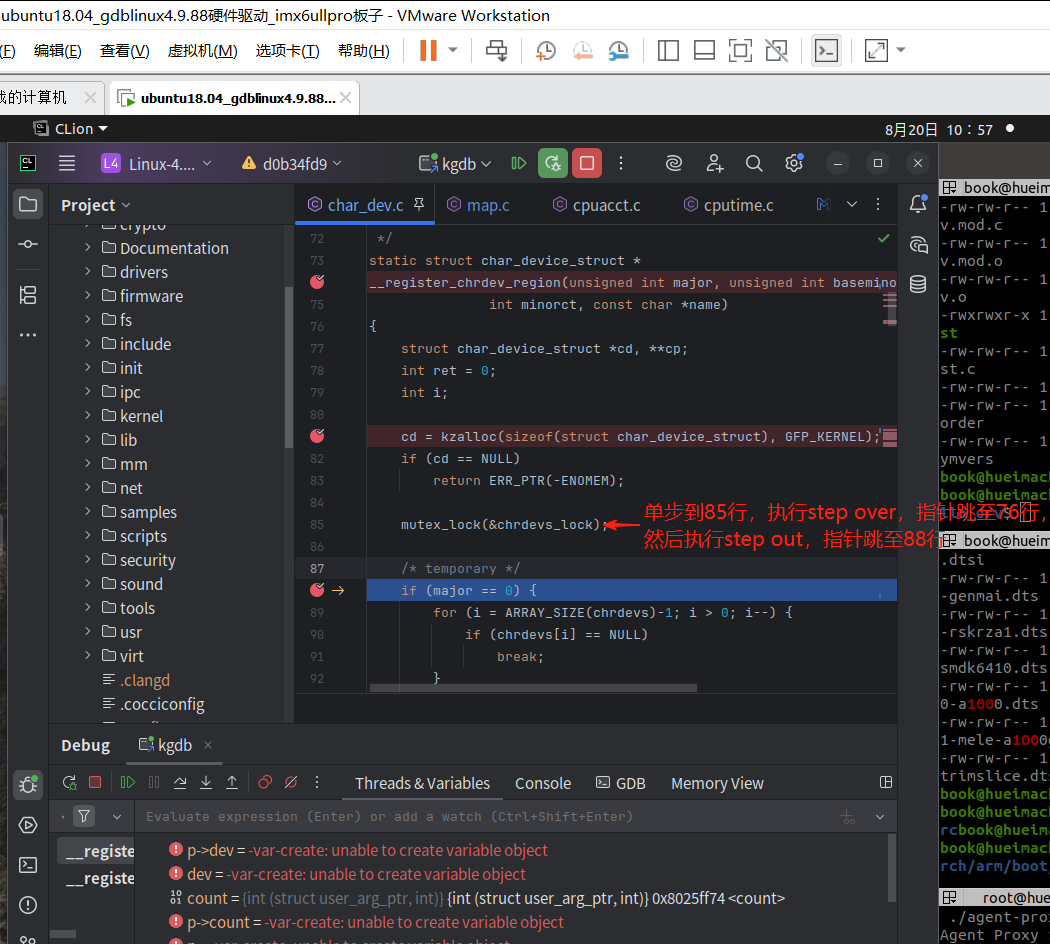 ubuntu18.04_gdblinux4.9.88硬件驱动_imx6ullpro板子 - VMware Workstation
(F) 编辑(E) 查看(V) 虚拟机(M) 选项卡(T) 帮助(H)
我的计算机 ubuntu18.04_gdblinux4.9.88...
CLion 8月20日 10：57
L4 Linux-4.... d0b34fd9 kgdb
Project
crypto
Documentation
drivers
firmware
fs
include
init
ipc
kernel
lib
mm
net
samples
scripts
security
sound
tools
usr
virt
.clangd
.cocciconfig
char_dev.c map.c cpuacct.c cputime.c
72 */
73 static struct char_device_struct *
__register_chrdev_region(unsigned int major, unsigned int basemino
75 int minorct, const char *name)
76 {
77 struct char_device_struct *cd, **cp;
78 int ret = 0;
79 int i;
80
cd = kzalloc(sizeof(struct char_device_struct), GFP_KERNEL);
82 if (cd == NULL)
83 return ERR_PTR(-ENOMEM);
84
85 mutex_lock(&chrdevs_lock);
86
87 /* temporary */
if (major == 0) {
89 for (i = ARRAY_SIZE(chrdevs)-1; i > 0; i--) {
90 if (chrdevs[i] == NULL)
91 break;
92 }
单步到85行，执行step over，指针跳至76行，
然后执行step out，指针跳至88行
book@hueim
-rw-rw-r-- 1
v.mod.c
-rw-rw-r-- 1
v.mod.o
-rw-rw-r-- 1
v.o
-rwxrwxr-x 1
st
-rw-rw-r-- 1
st.c
-rw-rw-r-- 1
-rw-rw-r-- 1
order
-rw-rw-r-- 1
ymvers
book@hueimac
book@hueimac
book@hueim
.dtsi
-rw-rw-r-- 1
-genmai.dts
-rw-rw-r-- 1
-rskrza1.dts
-rw-rw-r-- 1
smdk6410.dts
-rw-rw-r-- 1
0-a1000.dts
-rw-rw-r-- 1
1-mele-a1000
-rw-rw-r-- 1
trimslice.dt
book@hueimac
book@hueimac
rcbook@hueima
book@hueimac
rch/arm/boot
root@hue
./agent-prox
Agent Proxy
Debug kgdb
Threads & Variables Console GDB Memory View
Evaluate expression (Enter) or add a watch (Ctrl+Shift+Enter)
__registe
__registe
p->dev = -var-create: unable to create variable object
dev = -var-create: unable to create variable object
count = {int (struct user_arg_ptr, int)} {int (struct user_arg_ptr, int)} 0x8025ff74 <count>
p->count = -var-create: unable to create variable object